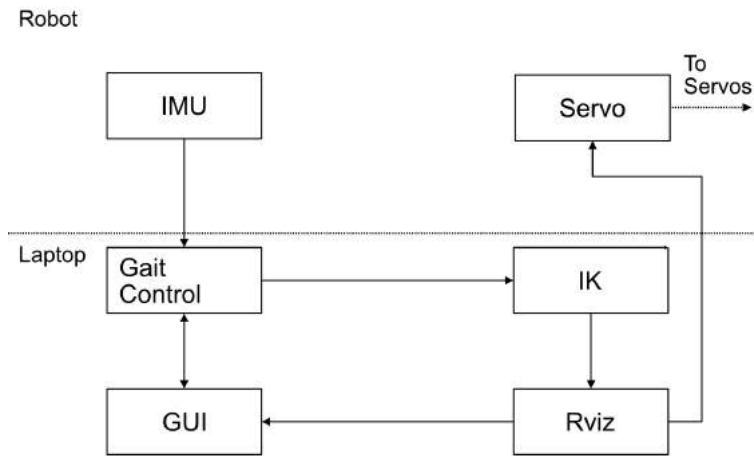 Robot
IMU
Servo
To
Servos
Laptop
Gait
Control
IK
GUI
Rviz